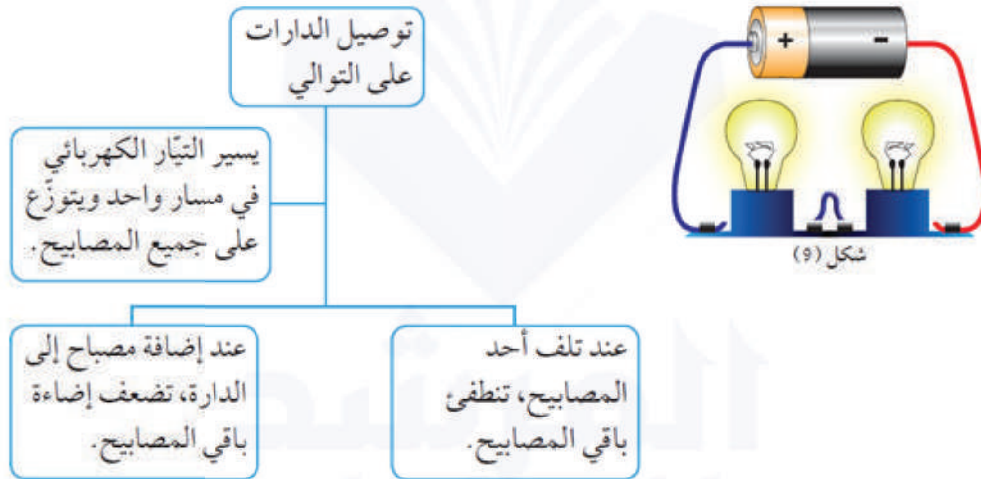 توصيل الدارات
على التوالي
يسير التيّار الكهربائي
في مسار واحد ويتوزّع
على جميع المصابيح.
عند تلف أحد
المصابيح، تنطفئ
باقي المصابيح.
عند إضافة مصباح إلى
الدارة، تضعف إضاءة
باقي المصابيح.
+ -
شكل (9)